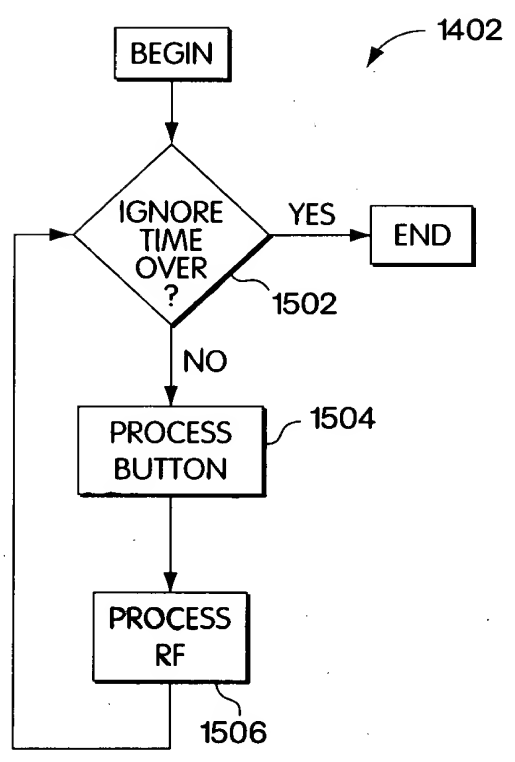 BEGIN
1402
IGNORE
TIME
OVER
?
YES
END
1502
NO
PROCESS
BUTTON
1504
PROCESS
RF
1506